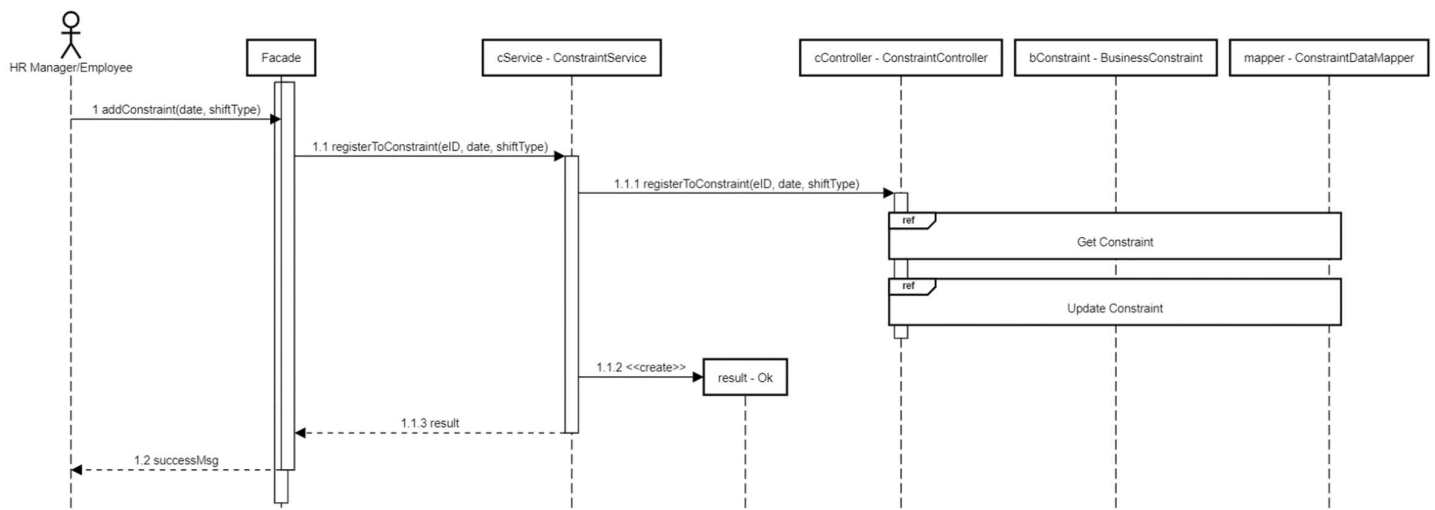 HR Manager/Employee
Facade
cService - ConstraintService
cController - ConstraintController
bConstraint - BusinessConstraint
mapper - ConstraintDataMapper
1 addConstraint(date, shiftType)
1.1 registerToConstraint(eID, date, shiftType)
1.1.1 registerToConstraint(eID, date, shiftType)
ref
Get Constraint
ref
Update Constraint
1.1.2 <<create>>
result - Ok
1.1.3 result
1.2 successMsg